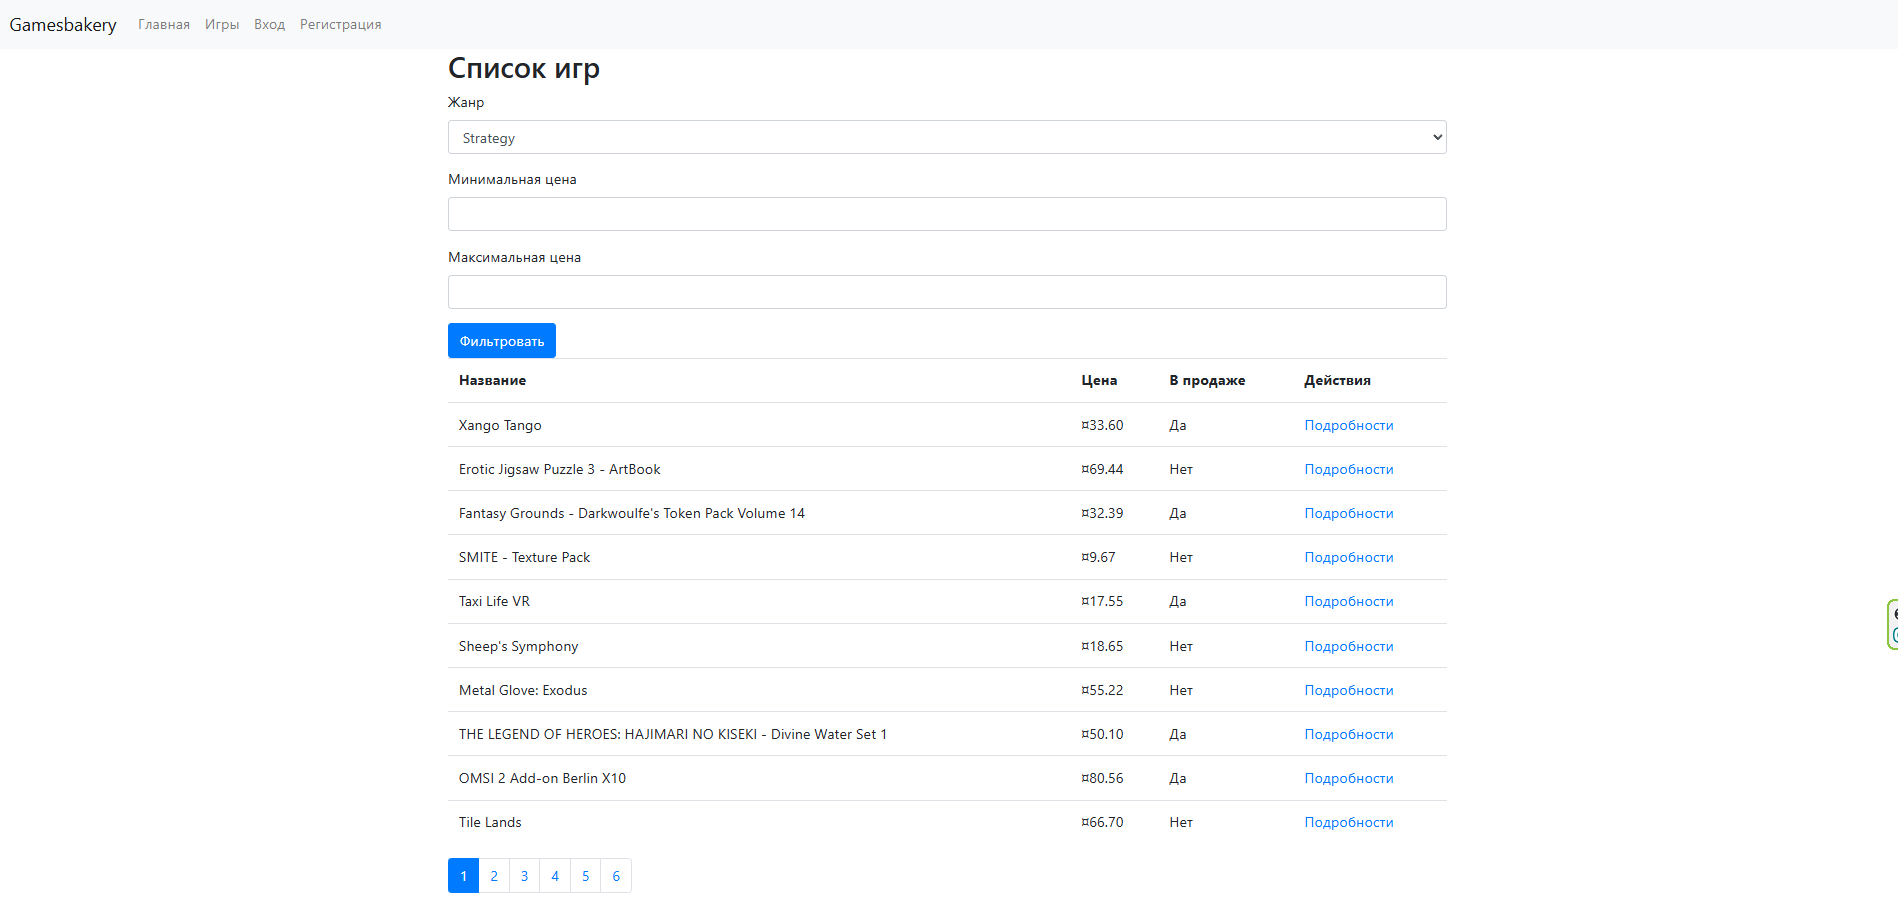 Gamesbakery Главная Игры Вход Регистрация
Список игр
Жанр
Strategy
Минимальная цена
Максимальная цена
Фильтровать
Название Цена В продаже Действия
Xango Tango ¤33.60 Да Подробности
Erotic Jigsaw Puzzle 3 - ArtBook ¤69.44 Нет Подробности
Fantasy Grounds - Darkwoulfe's Token Pack Volume 14 ¤32.39 Да Подробности
SMITE - Texture Pack ¤9.67 Нет Подробности
Taxi Life VR ¤17.55 Да Подробности
Sheep's Symphony ¤18.65 Нет Подробности
Metal Glove: Exodus ¤55.22 Нет Подробности
THE LEGEND OF HEROES: HAJIMARI NO KISEKI - Divine Water Set 1 ¤50.10 Да Подробности
OMSI 2 Add-on Berlin X10 ¤80.56 Да Подробности
Tile Lands ¤66.70 Нет Подробности
1 2 3 4 5 6